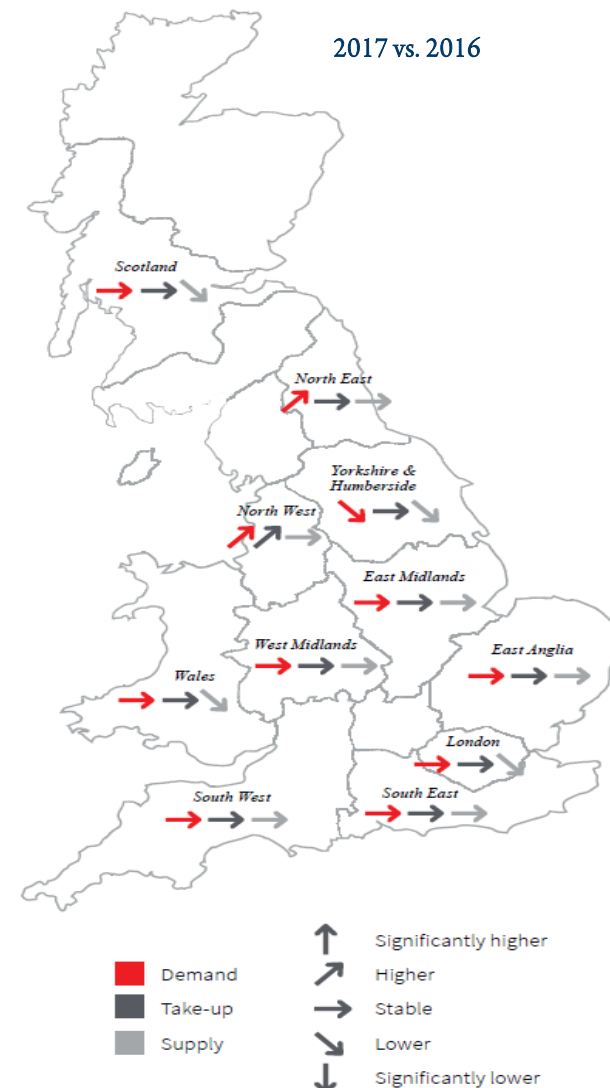 2017 vs. 2016
Scotland
North East
Yorkshire &
Humberside
North West
East Midlands
West Midlands
East Anglia
Wales
London
South West
South East
Demand
Take-up
Supply
Significantly higher
Higher
Stable
Lower
Significantly lower